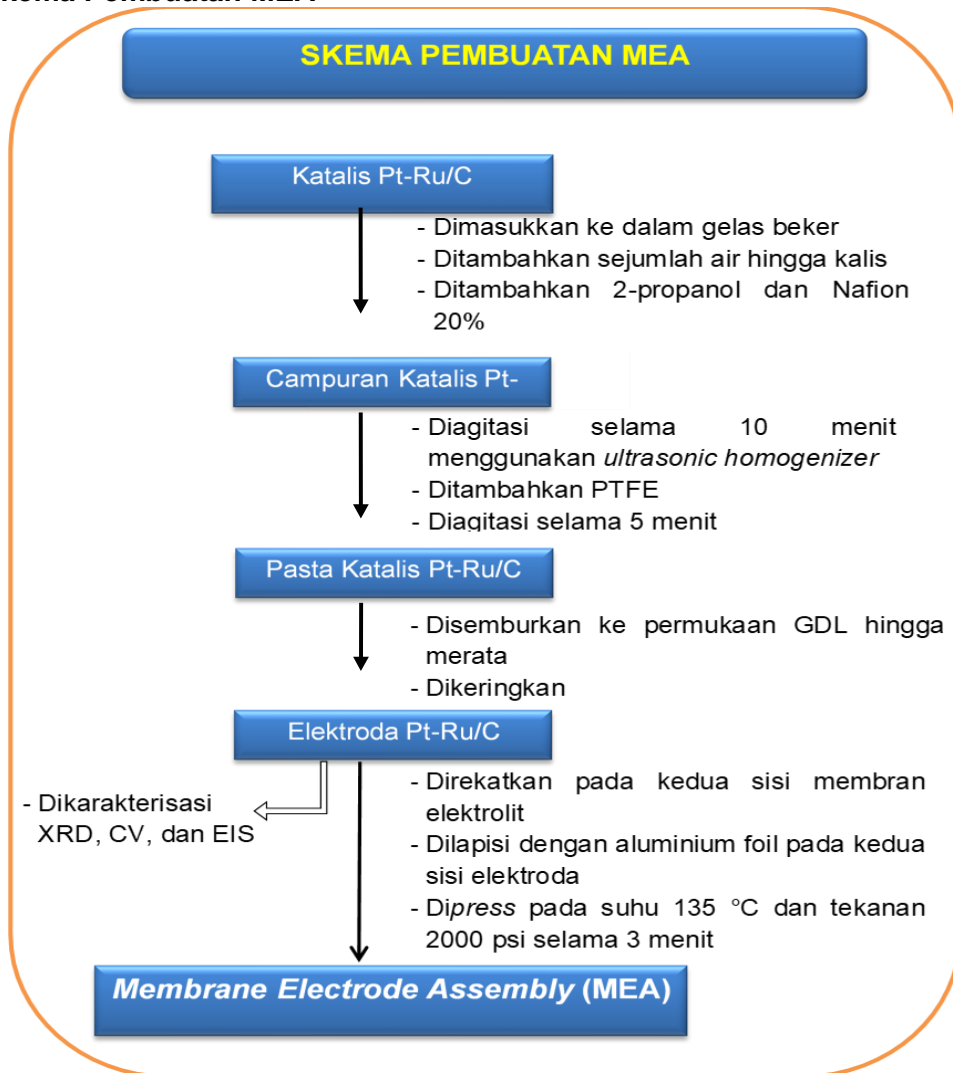 SKEMA PEMBUATAN MEA
Katalis Pt-Ru/C
- Dimasukkan ke dalam gelas beker
- Ditambahkan sejumlah air hingga kalis
- Ditambahkan 2-propanol dan Nafion
20%
Campuran Katalis Pt-
- Diagitasi selama 10 menit
menggunakan ultrasonic homogenizer
- Ditambahkan PTFE
- Diagitasi selama 5 menit
Pasta Katalis Pt-Ru/C
- Disemburkan ke permukaan GDL hingga
merata
- Dikeringkan
Elektroda Pt-Ru/C
- Dikarakterisasi
XRD, CV, dan EIS
- Direkatkan pada kedua sisi membran
elektrolit
- Dilapisi dengan aluminium foil pada kedua
sisi elektroda
- Dipress pada suhu 135 °C dan tekanan
2000 psi selama 3 menit
Membrane Electrode Assembly (MEA)